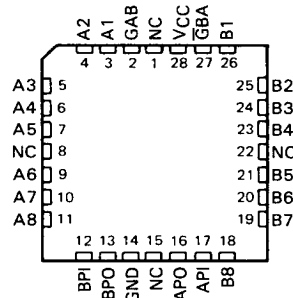 A2 A1 GAB NC VCC G̅BA B1
4 3 2 1 28 27 26
A3 5 25 B2
A4 6 24 B3
A5 7 23 B4
NC 8 22 NC
A6 9 21 B5
A7 10 20 B6
A8 11 19 B7
12 13 14 15 16 17 18
BPI BPO GND NC APO API B8